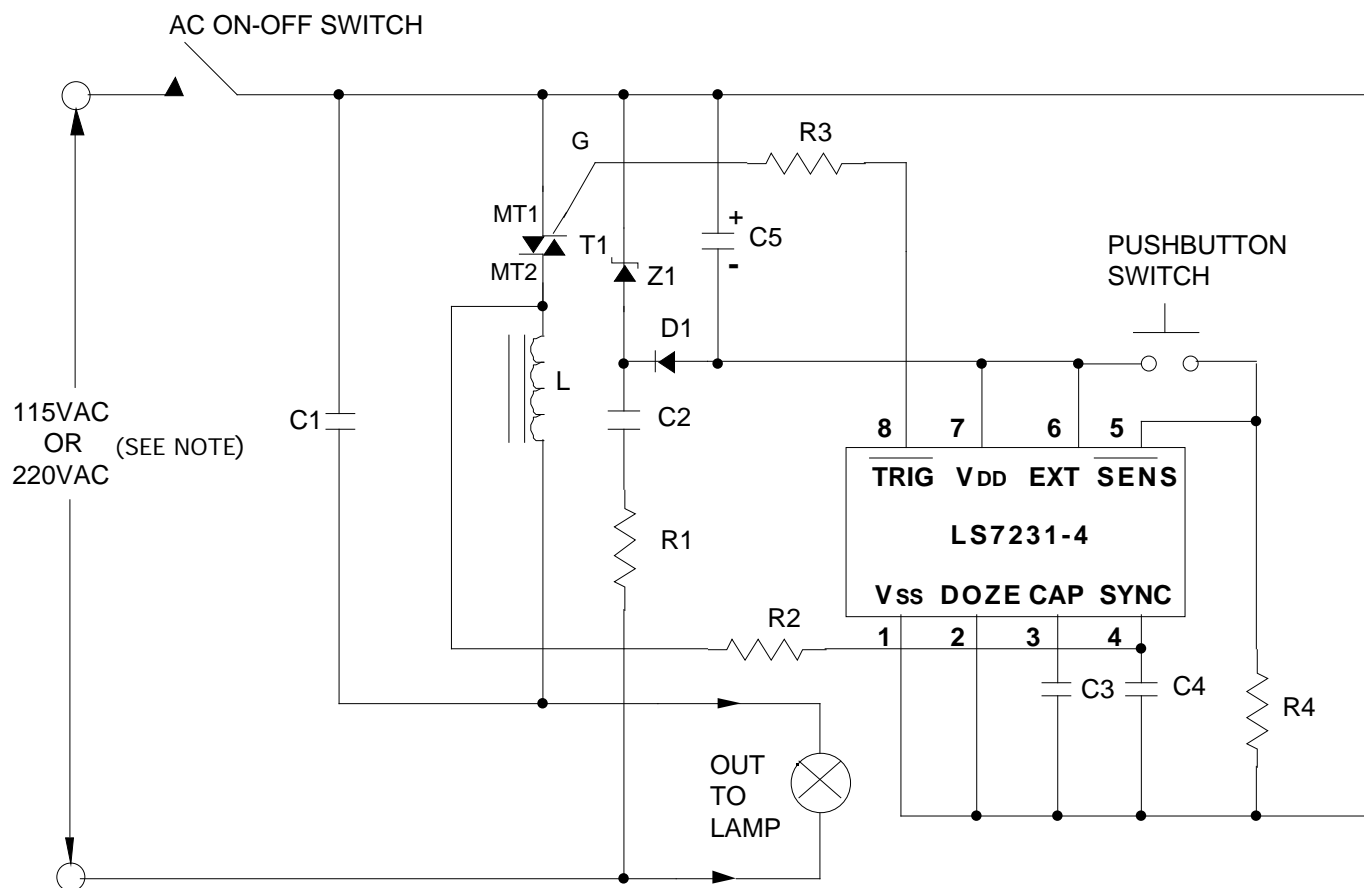 AC ON-OFF SWITCH
R3
G
MT1
T1
MT2
Z1
+
C5
-
PUSHBUTTON
SWITCH
D1
L
C1
C2
115VAC
OR
220VAC
(SEE NOTE)
8 7 6 5
TRIG VDD EXT SENS
LS7231-4
VSS DOZE CAP SYNC
1 2 3 4
R1
R2
C3
C4
R4
OUT
TO
LAMP